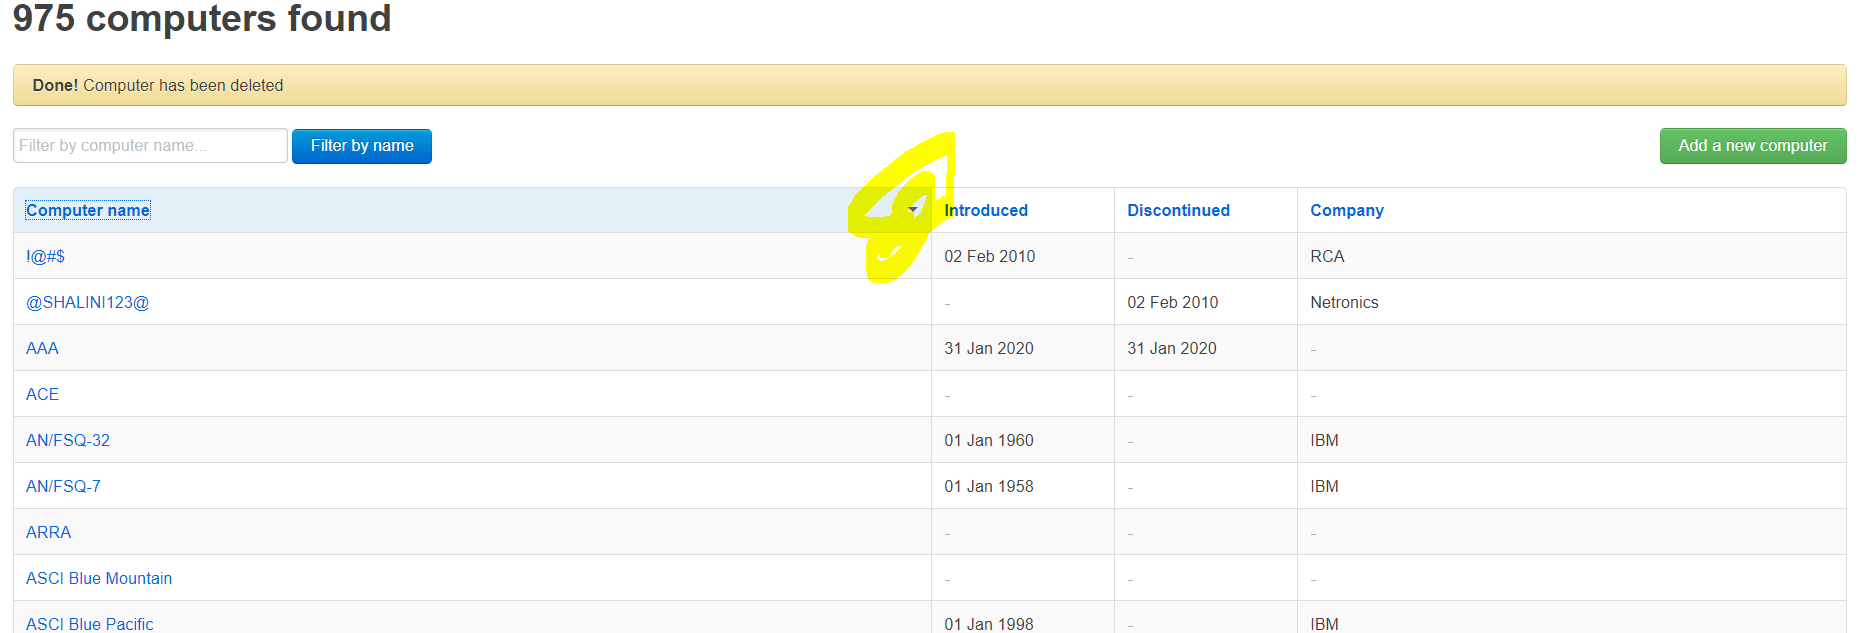 975 computers found
Done! Computer has been deleted
Filter by computer name... Filter by name Add a new computer
Computer name Introduced Discontinued Company
!@#$ 02 Feb 2010 - RCA
@SHALINI123@ - 02 Feb 2010 Netronics
AAA 31 Jan 2020 31 Jan 2020 -
ACE - - -
AN/FSQ-32 01 Jan 1960 - IBM
AN/FSQ-7 01 Jan 1958 - IBM
ARRA - - -
ASCI Blue Mountain - - -
ASCI Blue Pacific 01 Jan 1998 - IBM